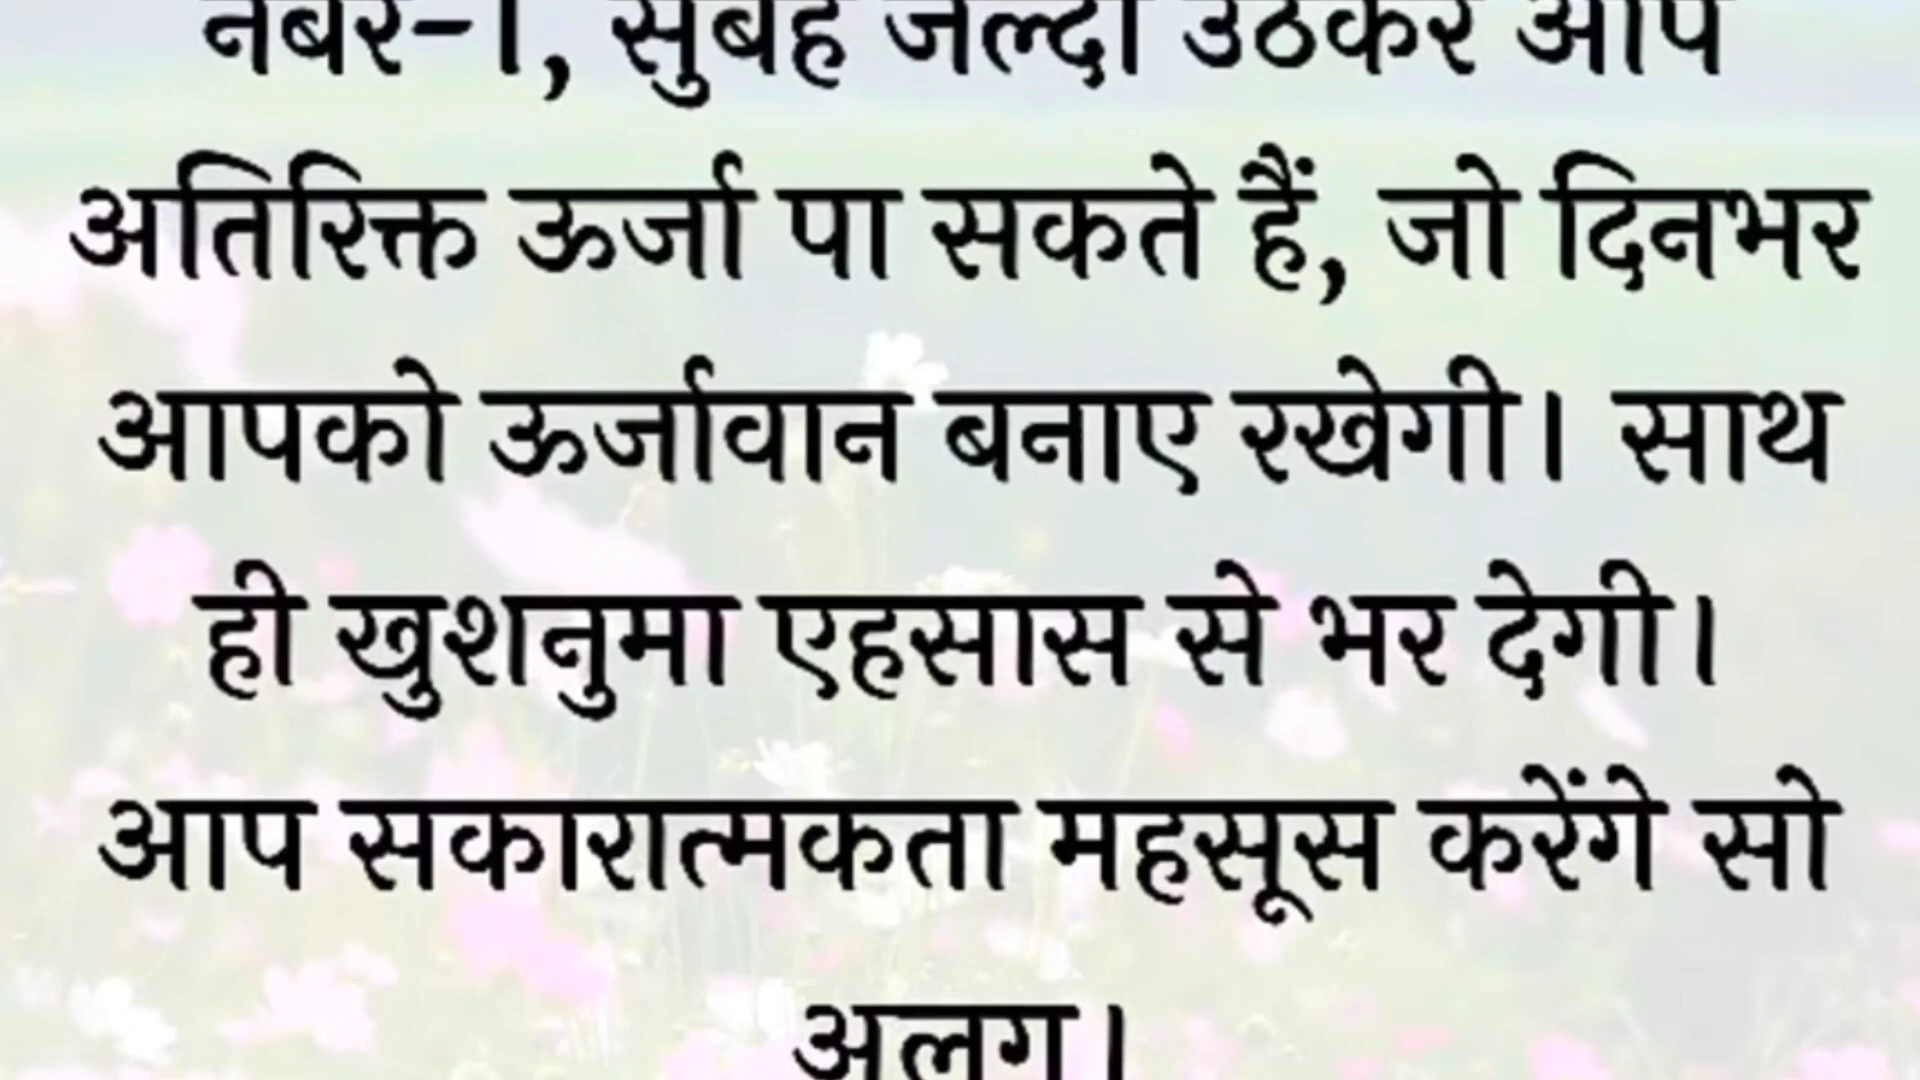 नंबर-1, सुबह जल्दी उठकर आप
अतिरिक्त ऊर्जा पा सकते हैं, जो दिनभर
आपको ऊर्जावान बनाए रखेगी। साथ
ही खुशनुमा एहसास से भर देगी।
आप सकारात्मकता महसूस करेंगे सो
अलग।